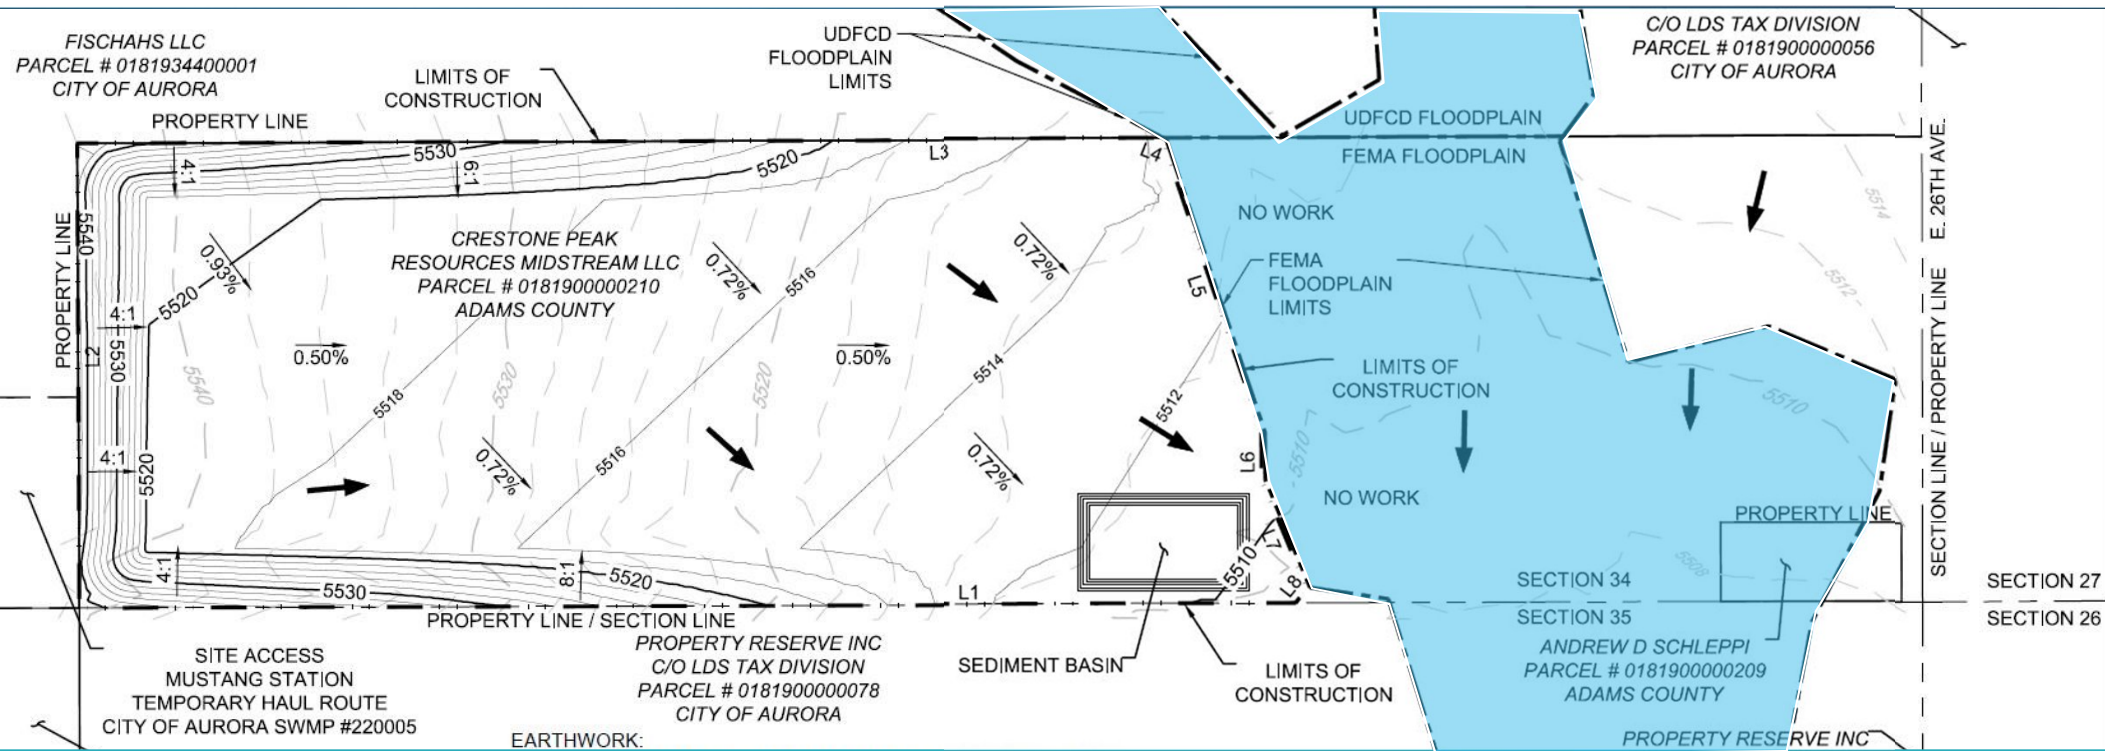 FISCHAHS LLC
PARCEL # 0181934400001
CITY OF AURORA
LIMITS OF
CONSTRUCTION
UDFCD
FLOODPLAIN
LIMITS
C/O LDS TAX DIVISION
PARCEL # 0181900000056
CITY OF AURORA
PROPERTY LINE
UDFCD FLOODPLAIN
FEMA FLOODPLAIN
L3
L4
5530
5520
4:1
6:1
5514
E. 26TH AVE.
SECTION LINE / PROPERTY LINE
PROPERTY LINE
5540
L2
0.93%
CRESTONE PEAK
RESOURCES MIDSTREAM LLC
PARCEL # 0181900000210
ADAMS COUNTY
0.72%
5516
0.72%
NO WORK
L5
FEMA
FLOODPLAIN
LIMITS
5512
5520
4:1
5530
0.50%
0.50%
5540
5530
5520
5518
5514
5512
LIMITS OF
CONSTRUCTION
5510
4:1
5520
0.72%
5516
0.72%
L6
5510
NO WORK
PROPERTY LINE
L7
5510
L8
5508
4:1
8:1
5520
5530
L1
SECTION 34
SECTION 35
SECTION 27
SECTION 26
PROPERTY LINE / SECTION LINE
SITE ACCESS
MUSTANG STATION
TEMPORARY HAUL ROUTE
CITY OF AURORA SWMP #220005
PROPERTY RESERVE INC
C/O LDS TAX DIVISION
PARCEL # 0181900000078
CITY OF AURORA
SEDIMENT BASIN
LIMITS OF
CONSTRUCTION
ANDREW D SCHLEPPI
PARCEL # 0181900000209
ADAMS COUNTY
EARTHWORK:
PROPERTY RESERVE INC